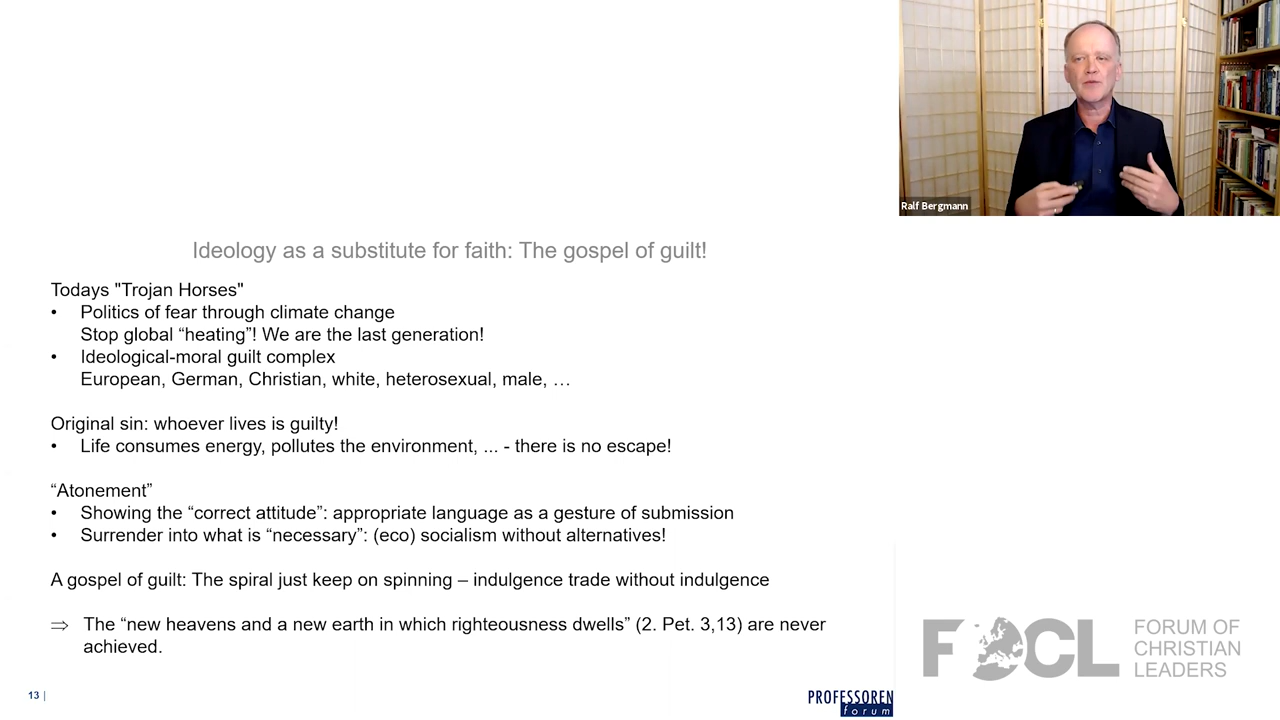 Ralf Bergmann
Ideology as a substitute for faith: The gospel of guilt!
Todays "Trojan Horses"
• Politics of fear through climate change
Stop global “heating”! We are the last generation!
• Ideological-moral guilt complex
European, German, Christian, white, heterosexual, male, …
Original sin: whoever lives is guilty!
• Life consumes energy, pollutes the environment, ... - there is no escape!
“Atonement”
• Showing the “correct attitude”: appropriate language as a gesture of submission
• Surrender into what is “necessary”: (eco) socialism without alternatives!
A gospel of guilt: The spiral just keep on spinning – indulgence trade without indulgence
⇒ The “new heavens and a new earth in which righteousness dwells” (2. Pet. 3,13) are never
achieved.
13 |
PROFESSOREN
forum
FOCL
FORUM OF
CHRISTIAN
LEADERS